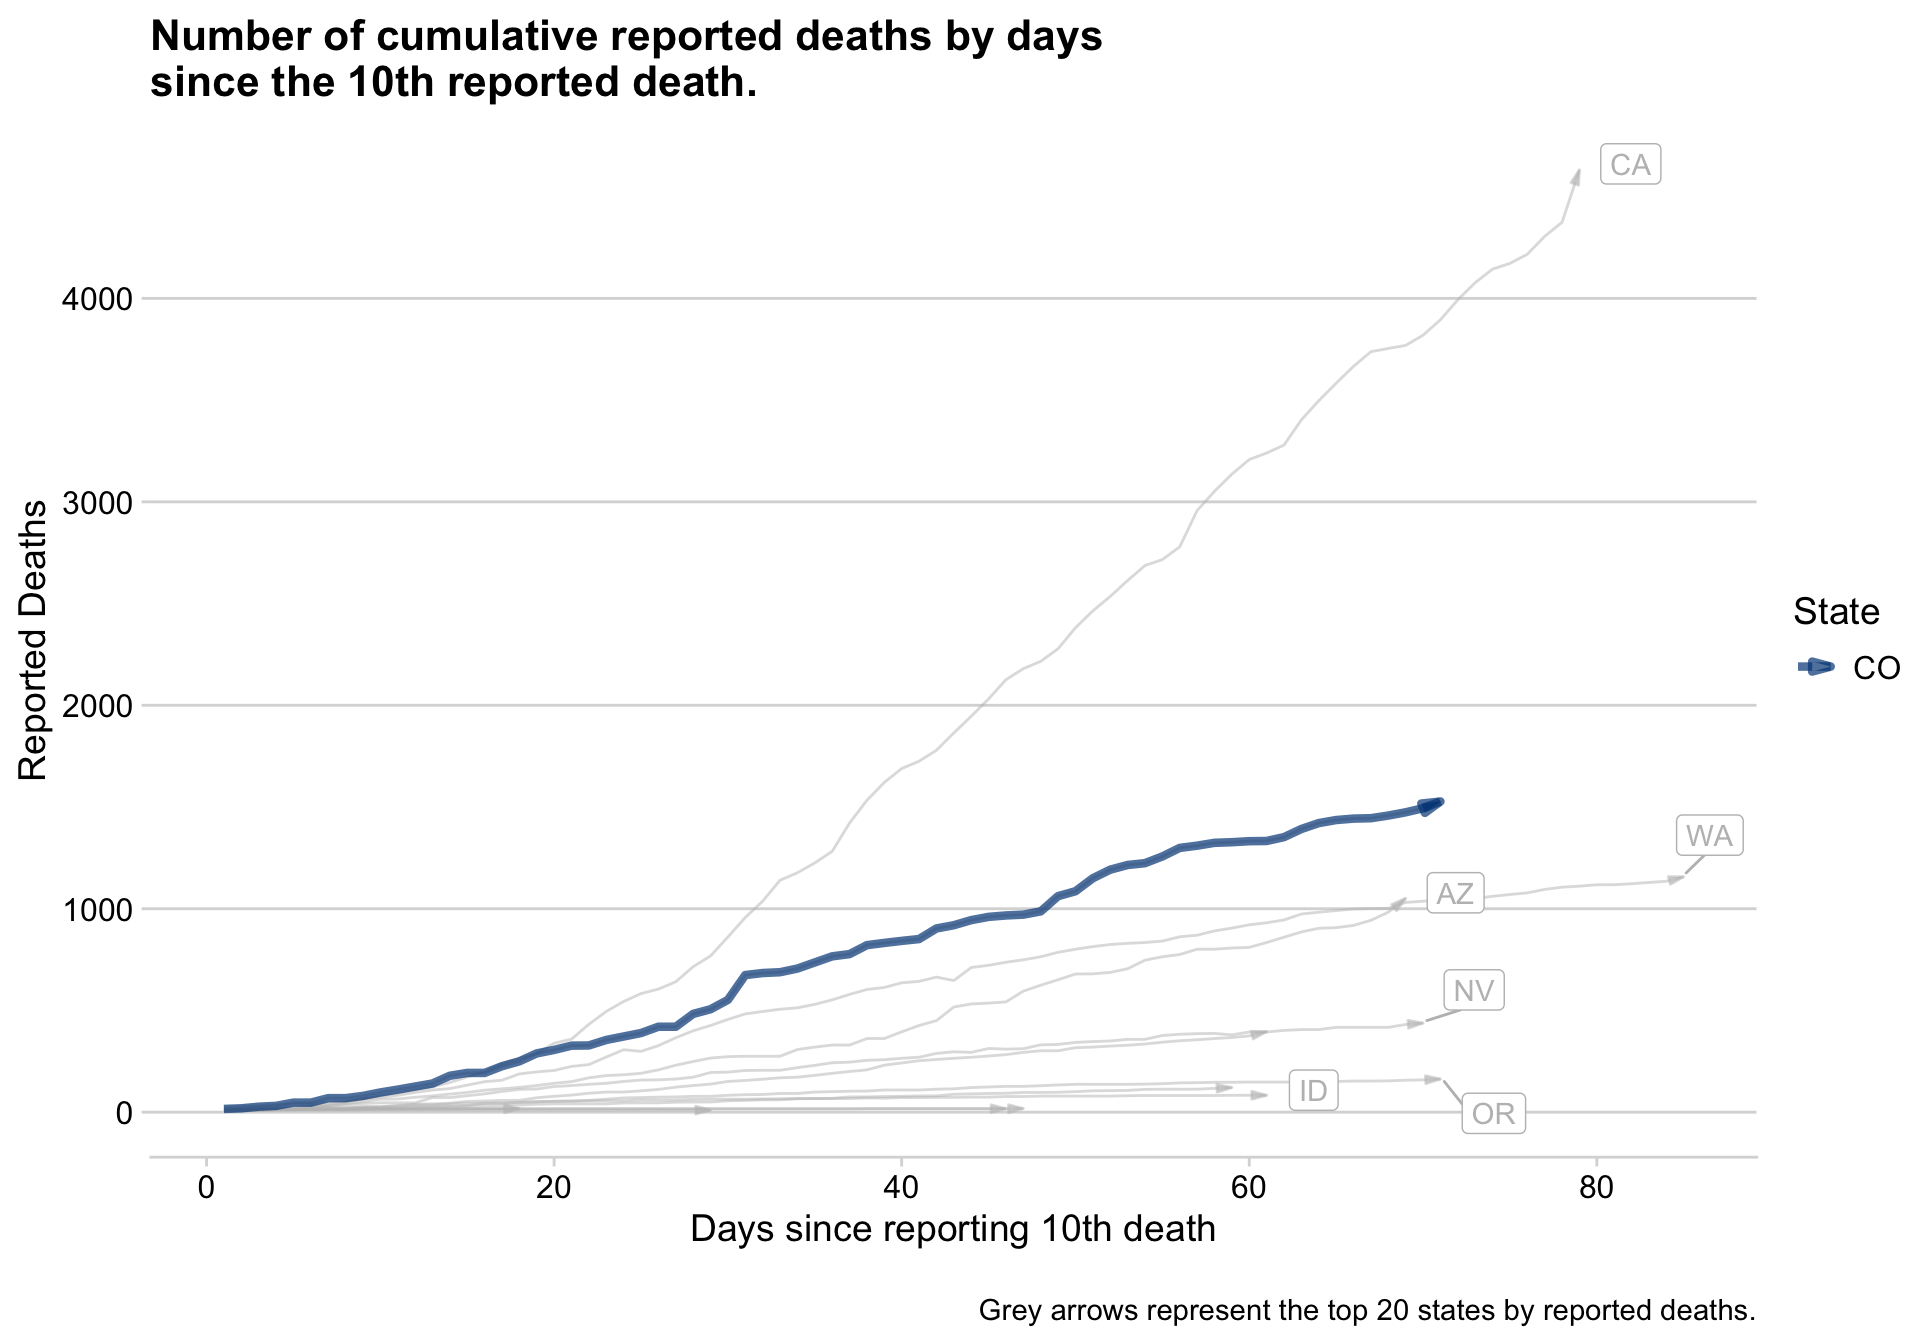 Number of cumulative reported deaths by days
since the 10th reported death.
CA
4000
3000
Reported Deaths
State
CO
2000
WA
AZ
1000
NV
ID
OR
0
0 20 40 60 80
Days since reporting 10th death
Grey arrows represent the top 20 states by reported deaths.